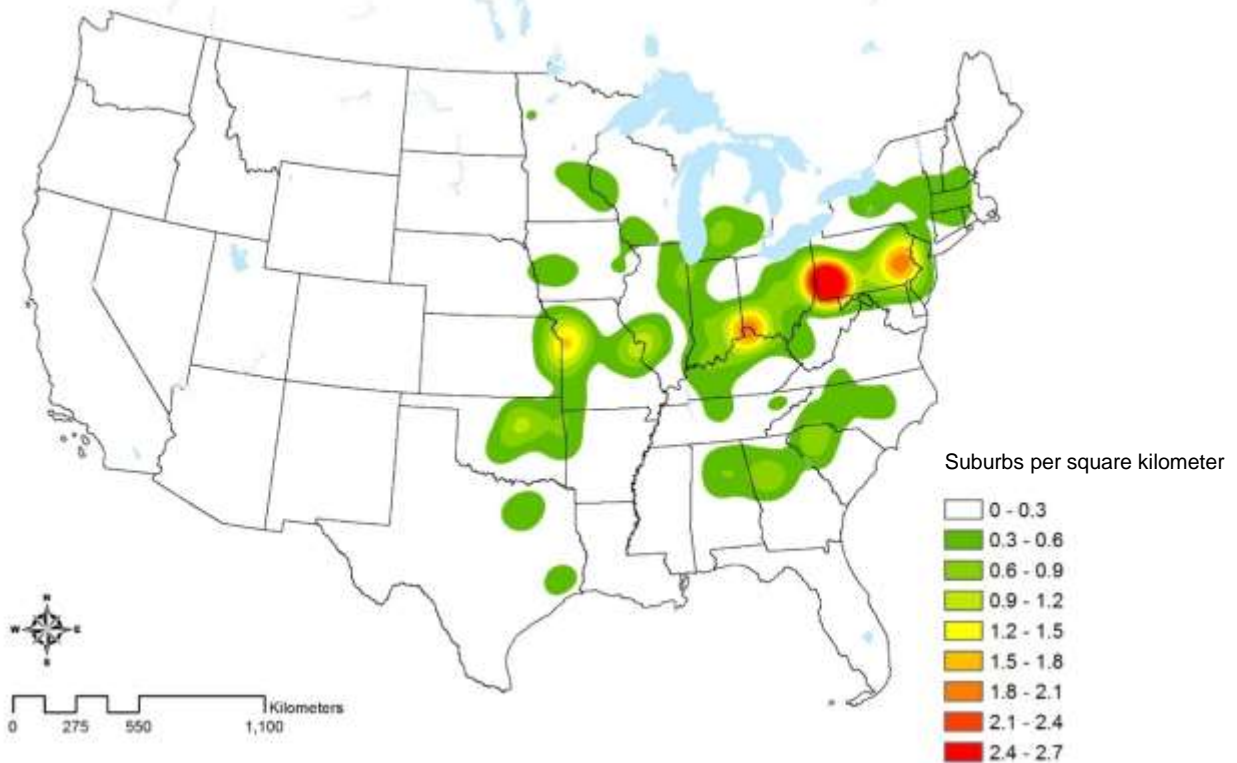 Suburbs per square kilometer
0 - 0.3
0.3 - 0.6
0.6 - 0.9
0.9 - 1.2
1.2 - 1.5
1.5 - 1.8
1.8 - 2.1
2.1 - 2.4
2.4 - 2.7
N
W E
S
Kilometers
0 275 550 1,100